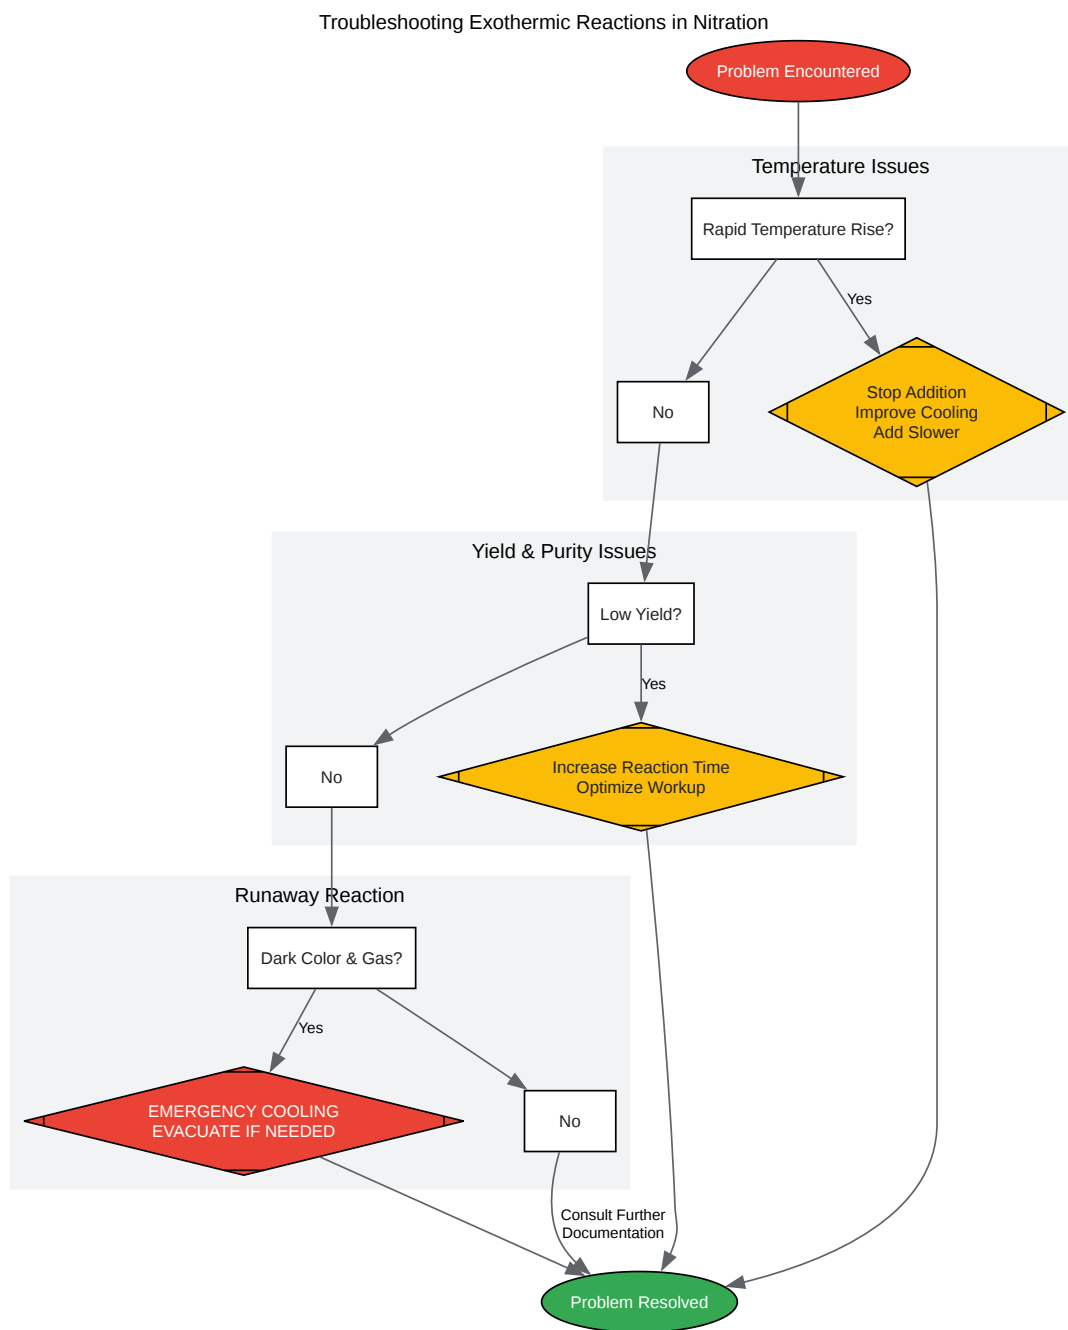 Troubleshooting Exothermic Reactions in Nitration
Problem Encountered
Temperature Issues
Rapid Temperature Rise?
Yes
No
Stop Addition
Improve Cooling
Add Slower
Yield & Purity Issues
Low Yield?
Yes
No
Increase Reaction Time
Optimize Workup
Runaway Reaction
Dark Color & Gas?
Yes
EMERGENCY COOLING
EVACUATE IF NEEDED
No
Consult Further
Documentation
Problem Resolved